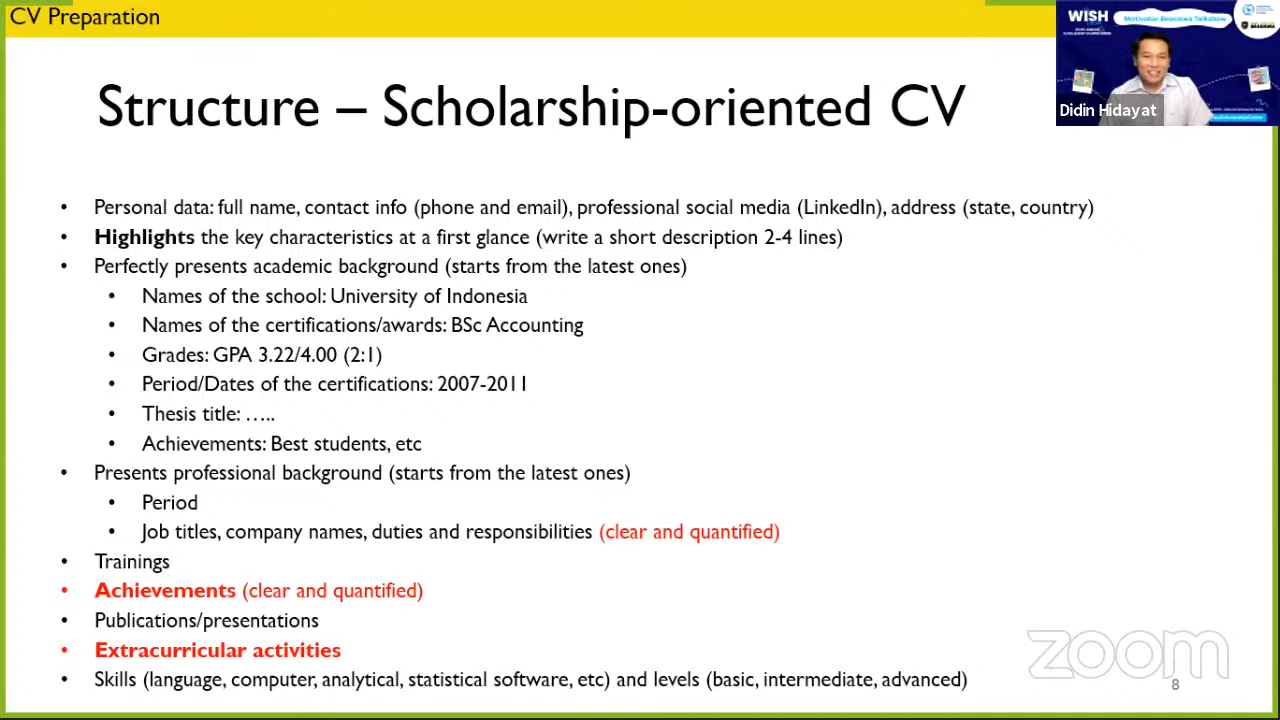 CV Preparation
WISH
Motivator Beasiswa Talkshow
Didin Hidayat
Structure – Scholarship-oriented CV
• Personal data: full name, contact info (phone and email), professional social media (LinkedIn), address (state, country)
• Highlights the key characteristics at a first glance (write a short description 2-4 lines)
• Perfectly presents academic background (starts from the latest ones)
• Names of the school: University of Indonesia
• Names of the certifications/awards: BSc Accounting
• Grades: GPA 3.22/4.00 (2:1)
• Period/Dates of the certifications: 2007-2011
• Thesis title: …..
• Achievements: Best students, etc
• Presents professional background (starts from the latest ones)
• Period
• Job titles, company names, duties and responsibilities (clear and quantified)
• Trainings
• Achievements (clear and quantified)
• Publications/presentations
• Extracurricular activities
• Skills (language, computer, analytical, statistical software, etc) and levels (basic, intermediate, advanced)
zoom
8